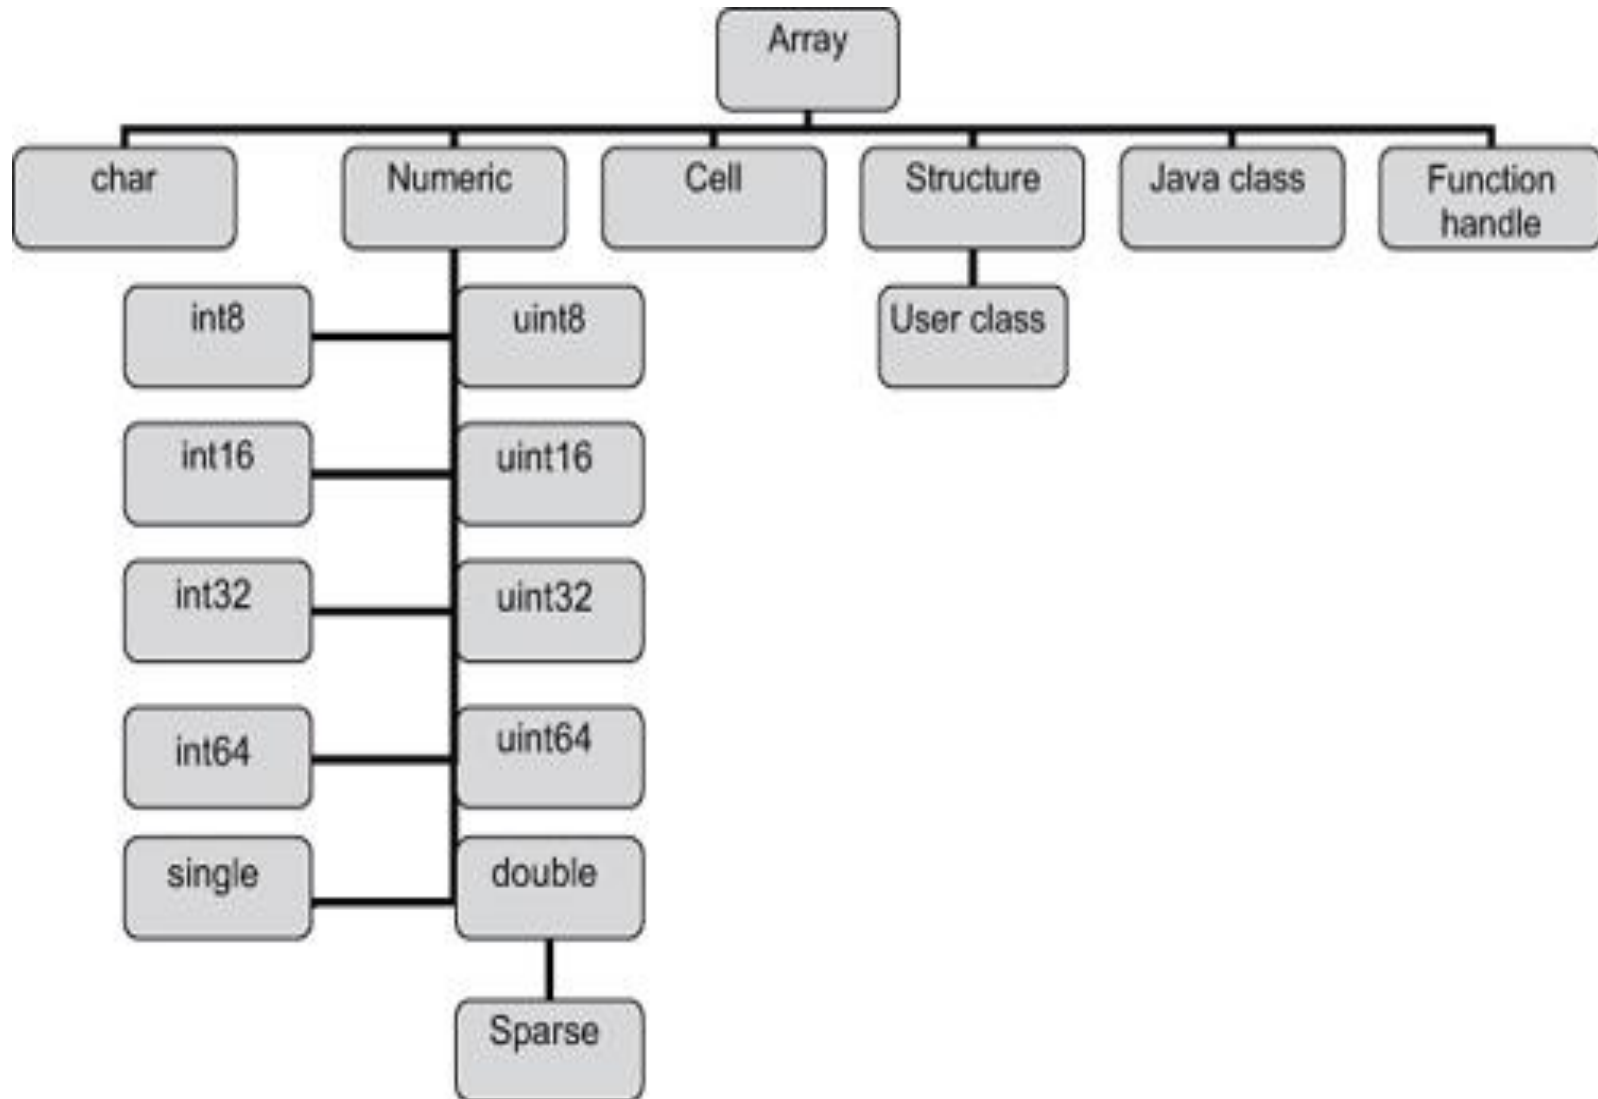 Array
char
Numeric
Cell
Structure
Java class
Function
handle
int8
uint8
User class
int16
uint16
int32
uint32
int64
uint64
single
double
Sparse